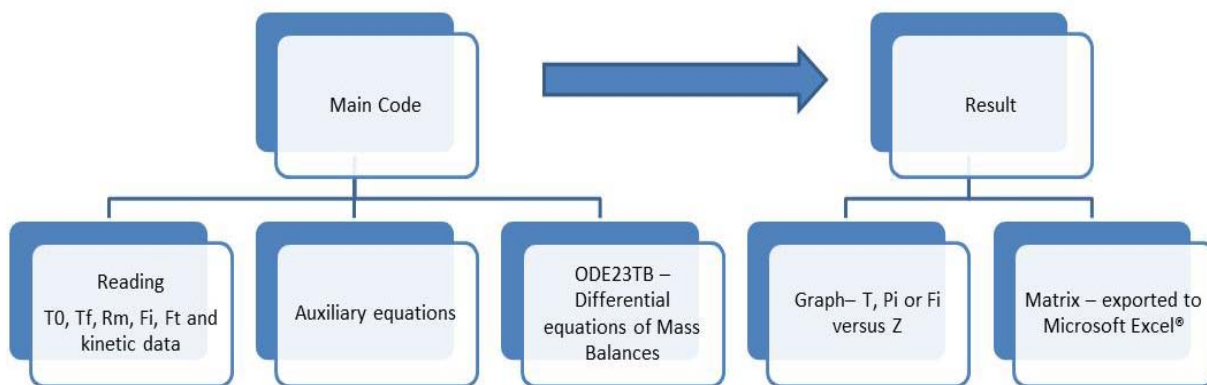 Main Code
Result
Reading
T0, Tf, Rm, Fi, Ft and
kinetic data
Auxiliary equations
ODE23TB –
Differential
equations of Mass
Balances
Graph– T, Pi or Fi
versus Z
Matrix – exported to
Microsoft Excel®